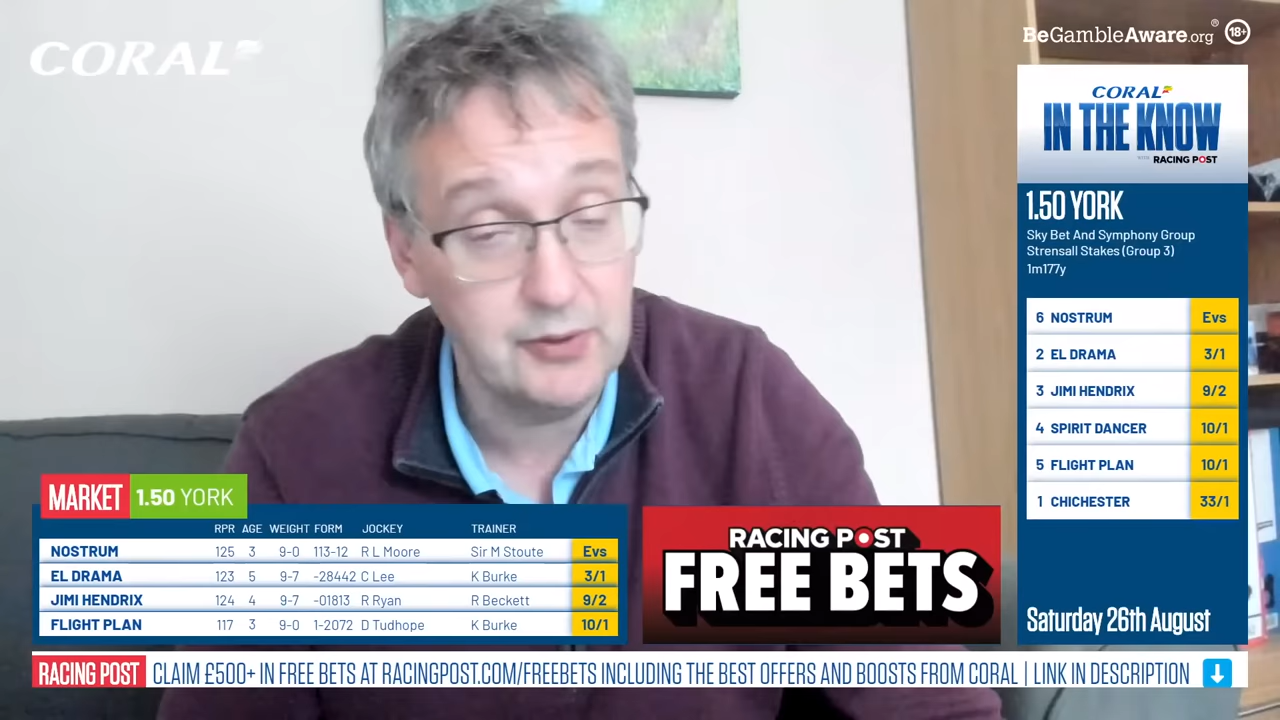 CORAL
BeGambleAware.org® 18+
CORAL
IN THE KNOW
WITH RACING POST
1.50 YORK
Sky Bet And Symphony Group
Strensall Stakes (Group 3)
1m177y
6 NOSTRUM Evs
2 EL DRAMA 3/1
3 JIMI HENDRIX 9/2
4 SPIRIT DANCER 10/1
5 FLIGHT PLAN 10/1
1 CHICHESTER 33/1
Saturday 26th August
MARKET 1.50 YORK
RPR AGE WEIGHT FORM JOCKEY TRAINER
NOSTRUM 125 3 9-0 113-12 R L Moore Sir M Stoute Evs
EL DRAMA 123 5 9-7 -28442 C Lee K Burke 3/1
JIMI HENDRIX 124 4 9-7 -01813 R Ryan R Beckett 9/2
FLIGHT PLAN 117 3 9-0 1-2072 D Tudhope K Burke 10/1
RACING POST
FREE BETS
RACING POST CLAIM £500+ IN FREE BETS AT RACINGPOST.COM/FREEBETS INCLUDING THE BEST OFFERS AND BOOSTS FROM CORAL | LINK IN DESCRIPTION